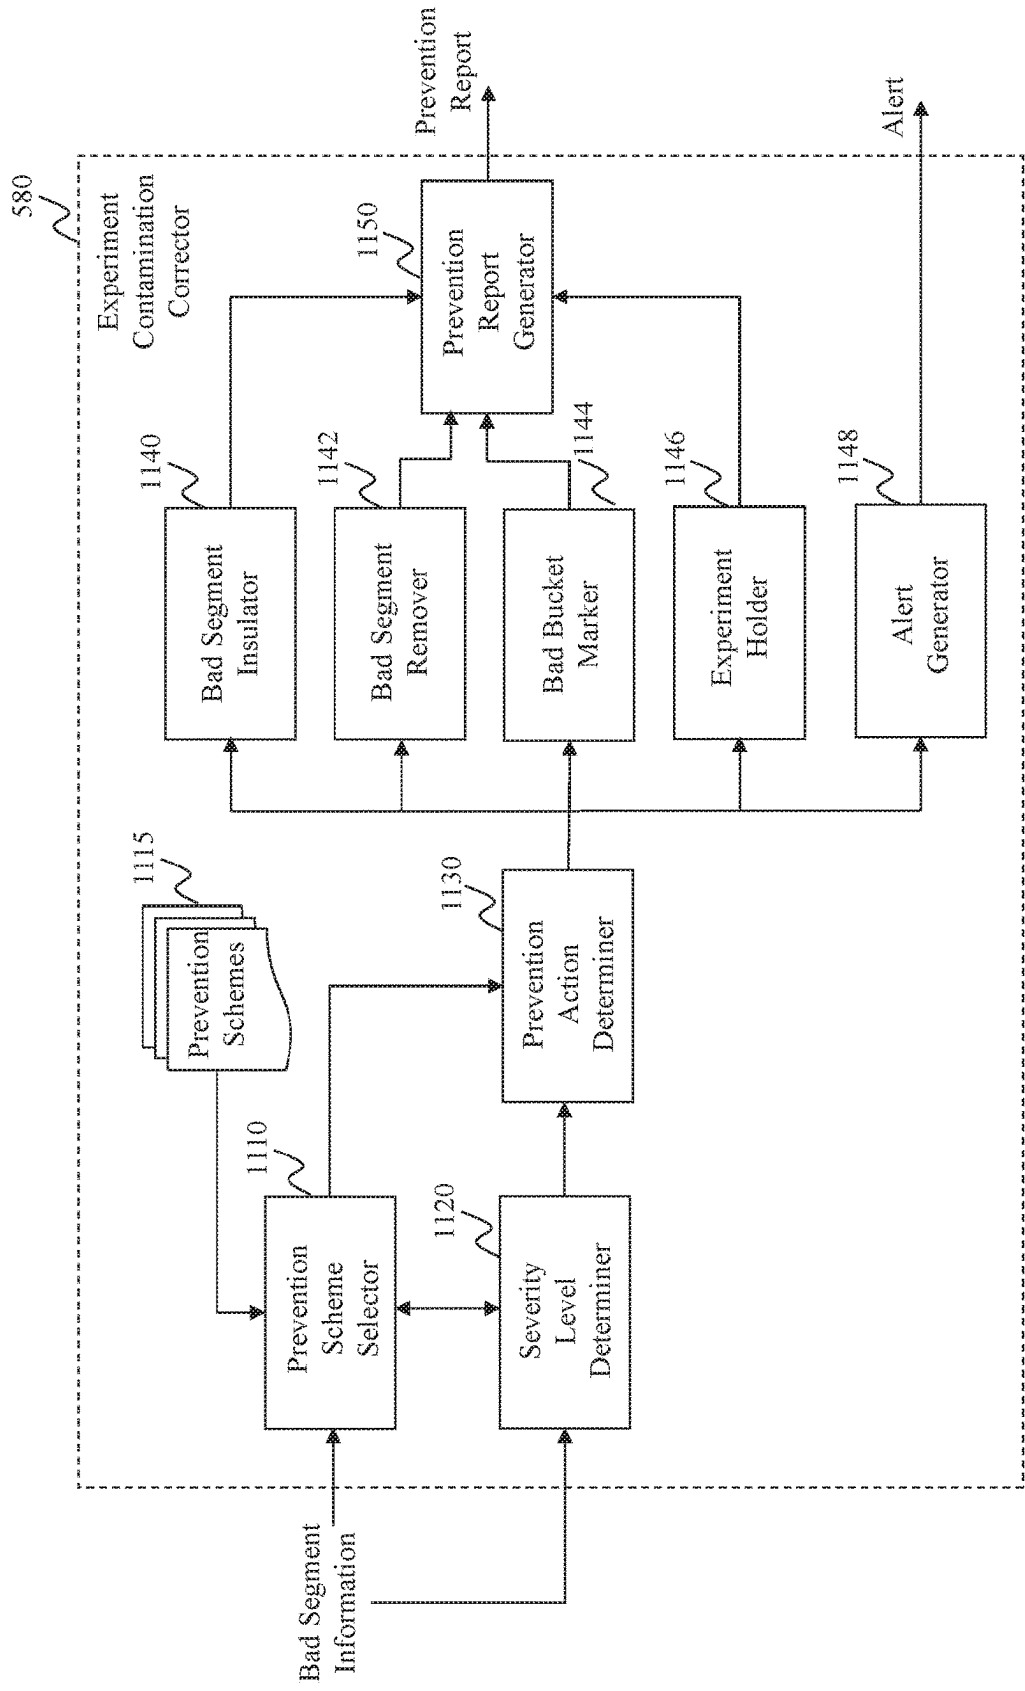 580
Experiment
Contamination
Corrector
Bad Segment
Information
1110
Prevention
Scheme
Selector
1115
Prevention
Schemes
1120
Severity
Level
Determiner
1130
Prevention
Action
Determiner
1140
Bad Segment
Insulator
1142
Bad Segment
Remover
1144
Bad Bucket
Marker
1146
Experiment
Holder
1148
Alert
Generator
1150
Prevention
Report
Generator
Prevention
Report
Alert